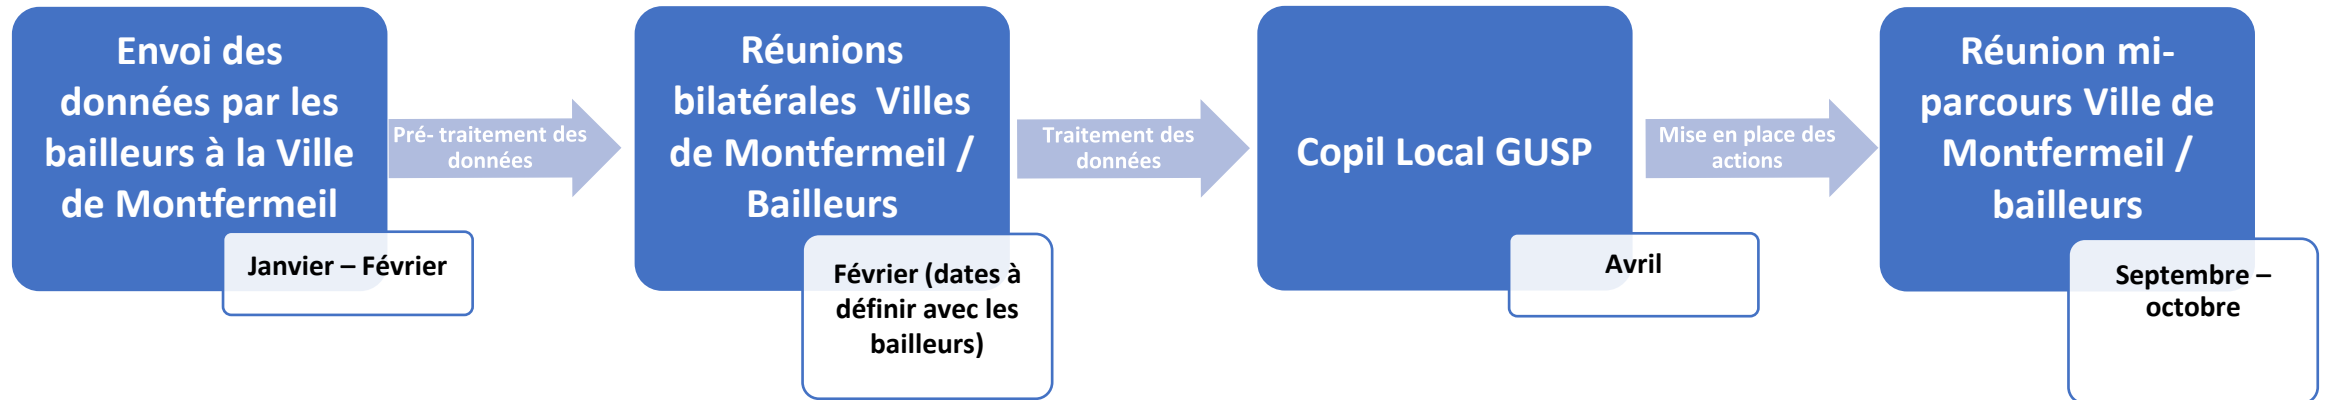 Envoi des
données par les
bailleurs à la Ville
de Montfermeil
Janvier – Février
Pré- traitement des
données
Réunions
bilatérales  Villes
de Montfermeil /
Bailleurs
Février (dates à
définir avec les
bailleurs)
Traitement des
données
Copil Local GUSP
Avril
Mise en place des
actions
Réunion mi-
parcours Ville de
Montfermeil /
bailleurs
Septembre –
octobre